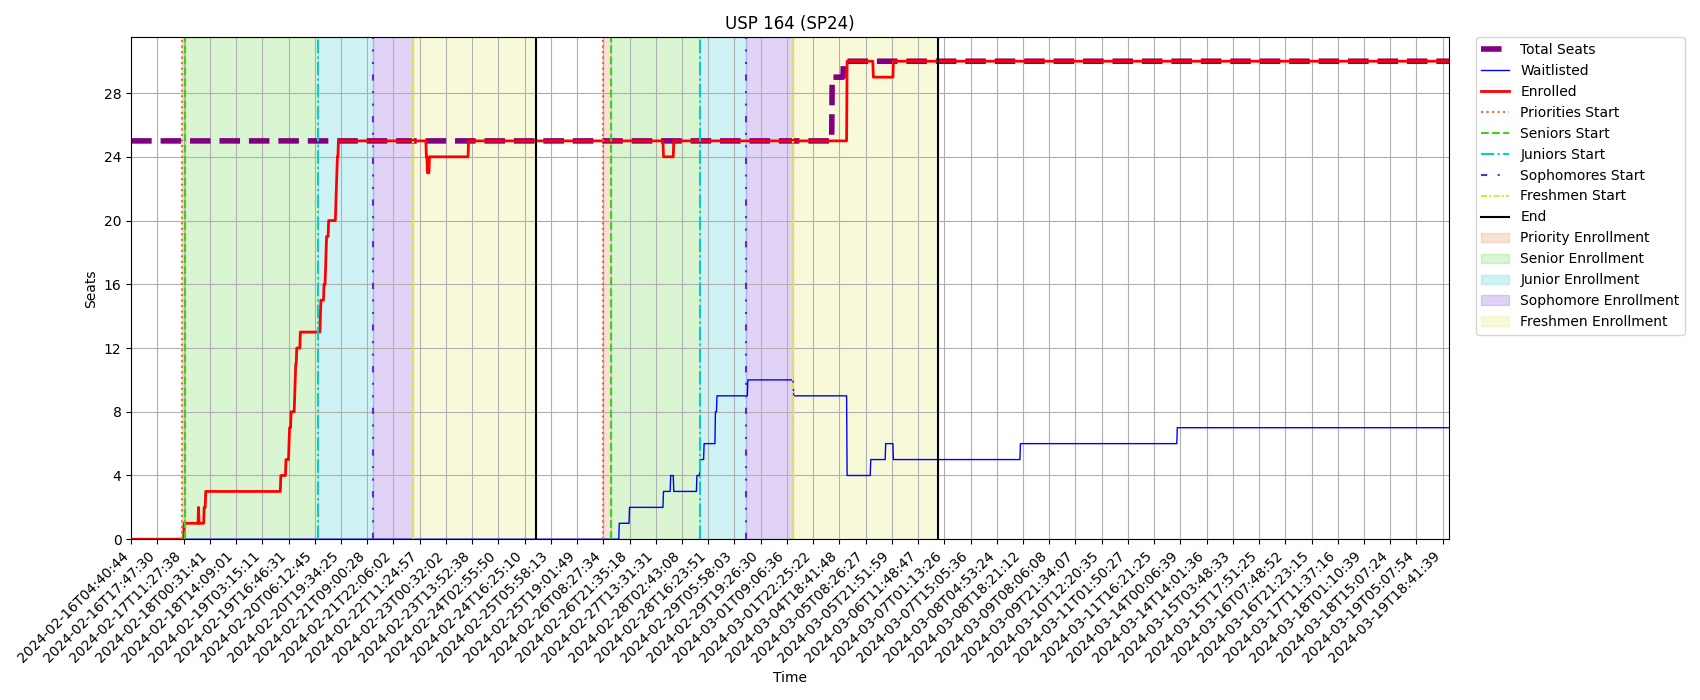 USP 164 (SP24)
Seats
28
24
20
16
12
8
4
0
2024-02-16T04:40:44
2024-02-16T17:47:30
2024-02-17T11:27:38
2024-02-18T00:31:41
2024-02-18T14:09:01
2024-02-19T03:15:11
2024-02-19T16:46:31
2024-02-20T06:12:45
2024-02-20T19:34:25
2024-02-21T09:00:28
2024-02-21T22:06:02
2024-02-22T11:24:57
2024-02-23T00:32:02
2024-02-23T13:52:38
2024-02-24T02:55:50
2024-02-24T16:25:10
2024-02-25T05:58:13
2024-02-25T19:01:49
2024-02-26T08:27:34
2024-02-26T21:35:18
2024-02-27T13:31:31
2024-02-28T02:43:08
2024-02-28T16:23:51
2024-02-29T05:58:03
2024-02-29T19:26:30
2024-03-01T09:06:36
2024-03-01T22:25:22
2024-03-04T18:41:48
2024-03-05T08:26:27
2024-03-05T21:51:59
2024-03-06T11:48:47
2024-03-07T01:13:26
2024-03-07T15:05:36
2024-03-08T04:53:24
2024-03-08T18:21:12
2024-03-09T08:06:08
2024-03-09T21:34:07
2024-03-10T12:20:35
2024-03-11T01:50:27
2024-03-11T16:21:25
2024-03-14T00:06:39
2024-03-14T14:01:36
2024-03-15T03:48:33
2024-03-15T17:51:25
2024-03-16T07:48:52
2024-03-16T21:23:15
2024-03-17T11:37:16
2024-03-18T01:10:39
2024-03-18T15:07:24
2024-03-19T05:07:54
2024-03-19T18:41:39
Time
Total Seats
Waitlisted
Enrolled
Priorities Start
Seniors Start
Juniors Start
Sophomores Start
Freshmen Start
End
Priority Enrollment
Senior Enrollment
Junior Enrollment
Sophomore Enrollment
Freshmen Enrollment